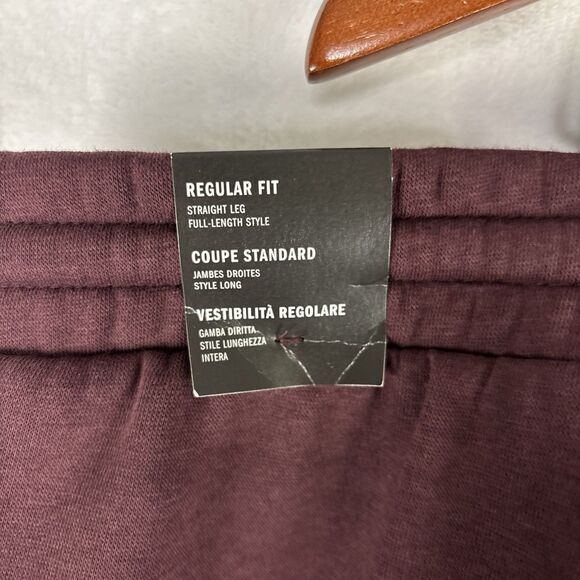 REGULAR FIT
STRAIGHT LEG
FULL-LENGTH STYLE
COUPE STANDARD
JAMBES DROITES
STYLE LONG
VESTIBILITÀ REGOLARE
GAMBA DIRITTA
STILE LUNGHEZZA
INTERA